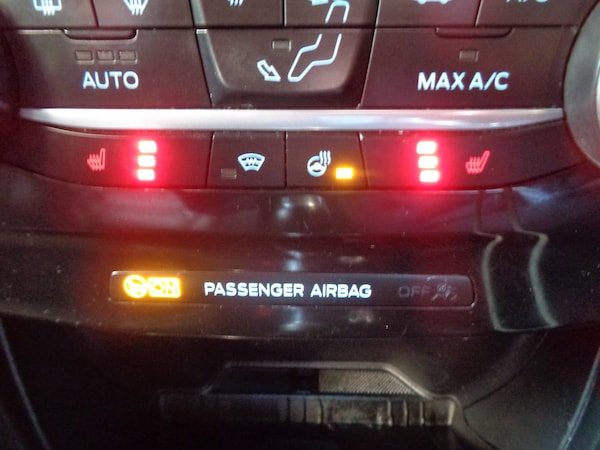 A/C
AUTO
MAX A/C
ON PASSENGER AIRBAG OFF